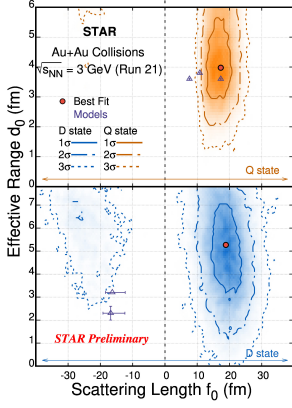 STAR
Au+Au Collisions
√sNN = 3 GeV (Run 21)
Best Fit
Models
D state Q state
1σ 1σ
2σ 2σ
3σ 3σ
Effective Range d0 (fm)
6
5
4
3
2
1
0
Q state
7
6
5
4
3
2
1
0
STAR Preliminary
D state
-30 -20 -10 0 10 20 30
Scattering Length f0 (fm)